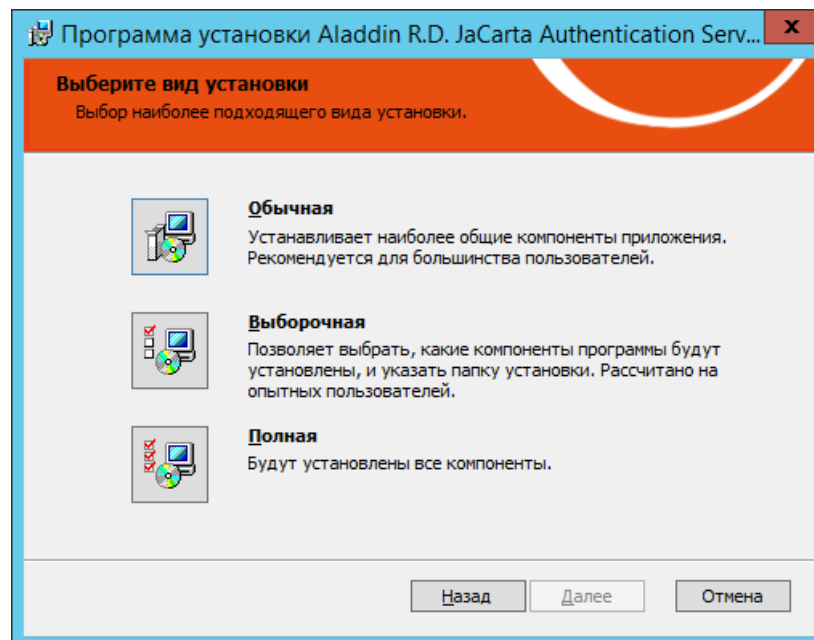 Программа установки Aladdin R.D. JaCarta Authentication Serv...
x
Выберите вид установки
Выбор наиболее подходящего вида установки.
Обычная
Устанавливает наиболее общие компоненты приложения.
Рекомендуется для большинства пользователей.
Выборочная
Позволяет выбрать, какие компоненты программы будут
установлены, и указать папку установки. Рассчитано на
опытных пользователей.
Полная
Будут установлены все компоненты.
Назад Далее Отмена